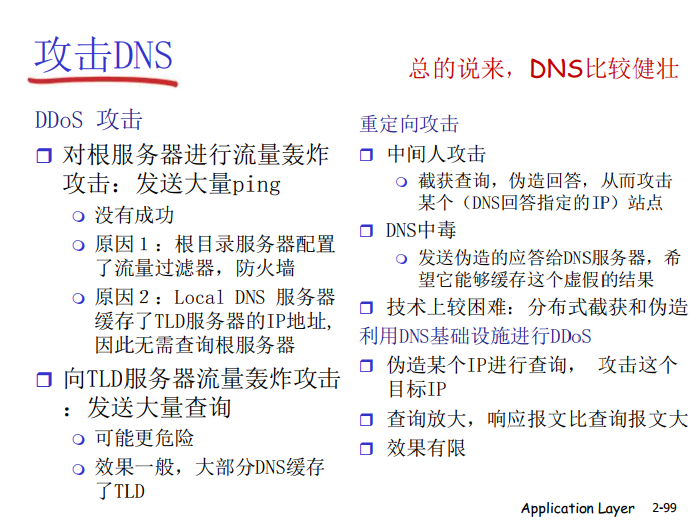 攻击DNS
总的说来，DNS比较健壮
DDoS 攻击
对根服务器进行流量轰炸
攻击：发送大量ping
没有成功
原因１：根目录服务器配置
了流量过滤器，防火墙
原因２：Local DNS 服务器
缓存了TLD服务器的IP地址,
因此无需查询根服务器
向TLD服务器流量轰炸攻击
：发送大量查询
可能更危险
效果一般，大部分DNS缓存
了TLD
重定向攻击
中间人攻击
截获查询，伪造回答，从而攻击
某个（DNS回答指定的IP）站点
DNS中毒
发送伪造的应答给DNS服务器，希
望它能够缓存这个虚假的结果
技术上较困难：分布式截获和伪造
利用DNS基础设施进行DDoS
伪造某个IP进行查询， 攻击这个
目标IP
查询放大，响应报文比查询报文大
效果有限
Application Layer 2-99